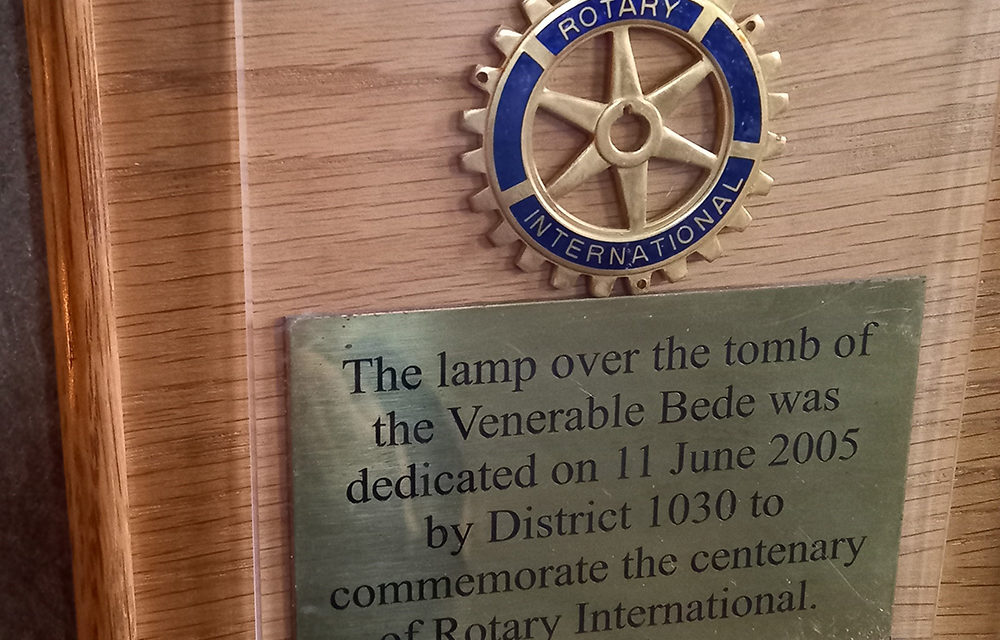 ROTARY
INTERNATIONAL
The lamp over the tomb of
the Venerable Bede was
dedicated on 11 June 2005
by District 1030 to
commemorate the centenary
of Rotary International.